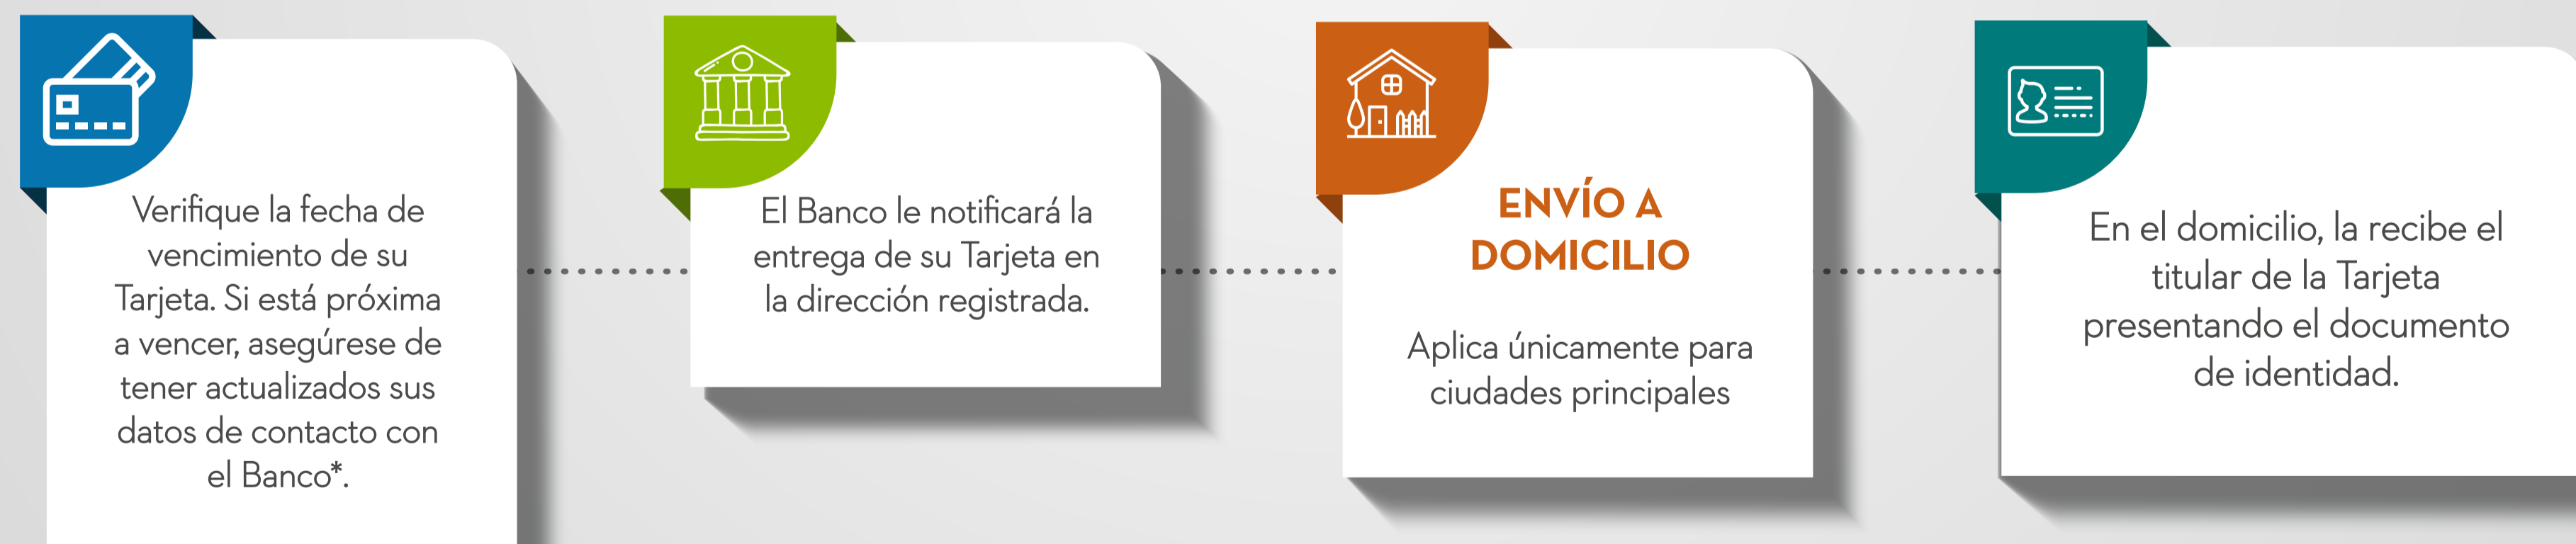 Verifique la fecha de
vencimiento de su
Tarjeta. Si está próxima
a vencer, asegúrese de
tener actualizados sus
datos de contacto con
el Banco*.
El Banco le notificará la
entrega de su Tarjeta en
la dirección registrada.
ENVÍO A
DOMICILIO
Aplica únicamente para
ciudades principales
En el domicilio, la recibe el
titular de la Tarjeta
presentando el documento
de identidad.